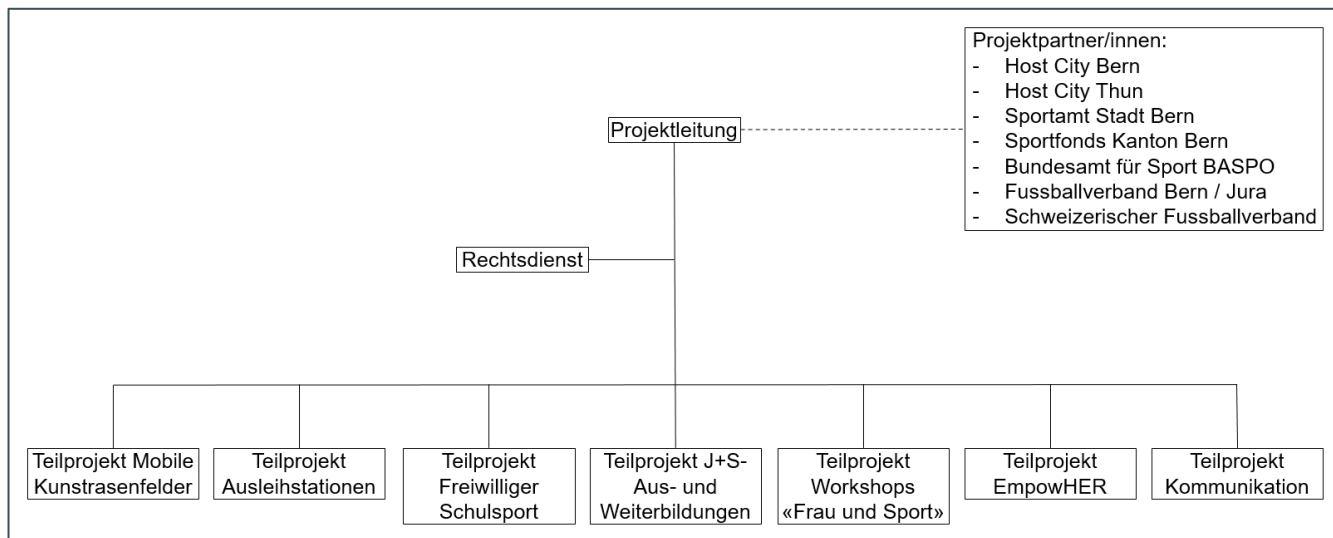 Projektpartner/innen:
- Host City Bern
- Host City Thun
- Sportamt Stadt Bern
- Sportfonds Kanton Bern
- Bundesamt für Sport BASPO
- Fussballverband Bern / Jura
- Schweizerischer Fussballverband
Projektleitung
Rechtsdienst
Teilprojekt Mobile
Kunstrasenfelder
Teilprojekt
Ausleihstationen
Teilprojekt
Freiwilliger
Schulsport
Teilprojekt J+S-
Aus- und
Weiterbildungen
Teilprojekt
Workshops
«Frau und Sport»
Teilprojekt
EmpowHER
Teilprojekt
Kommunikation